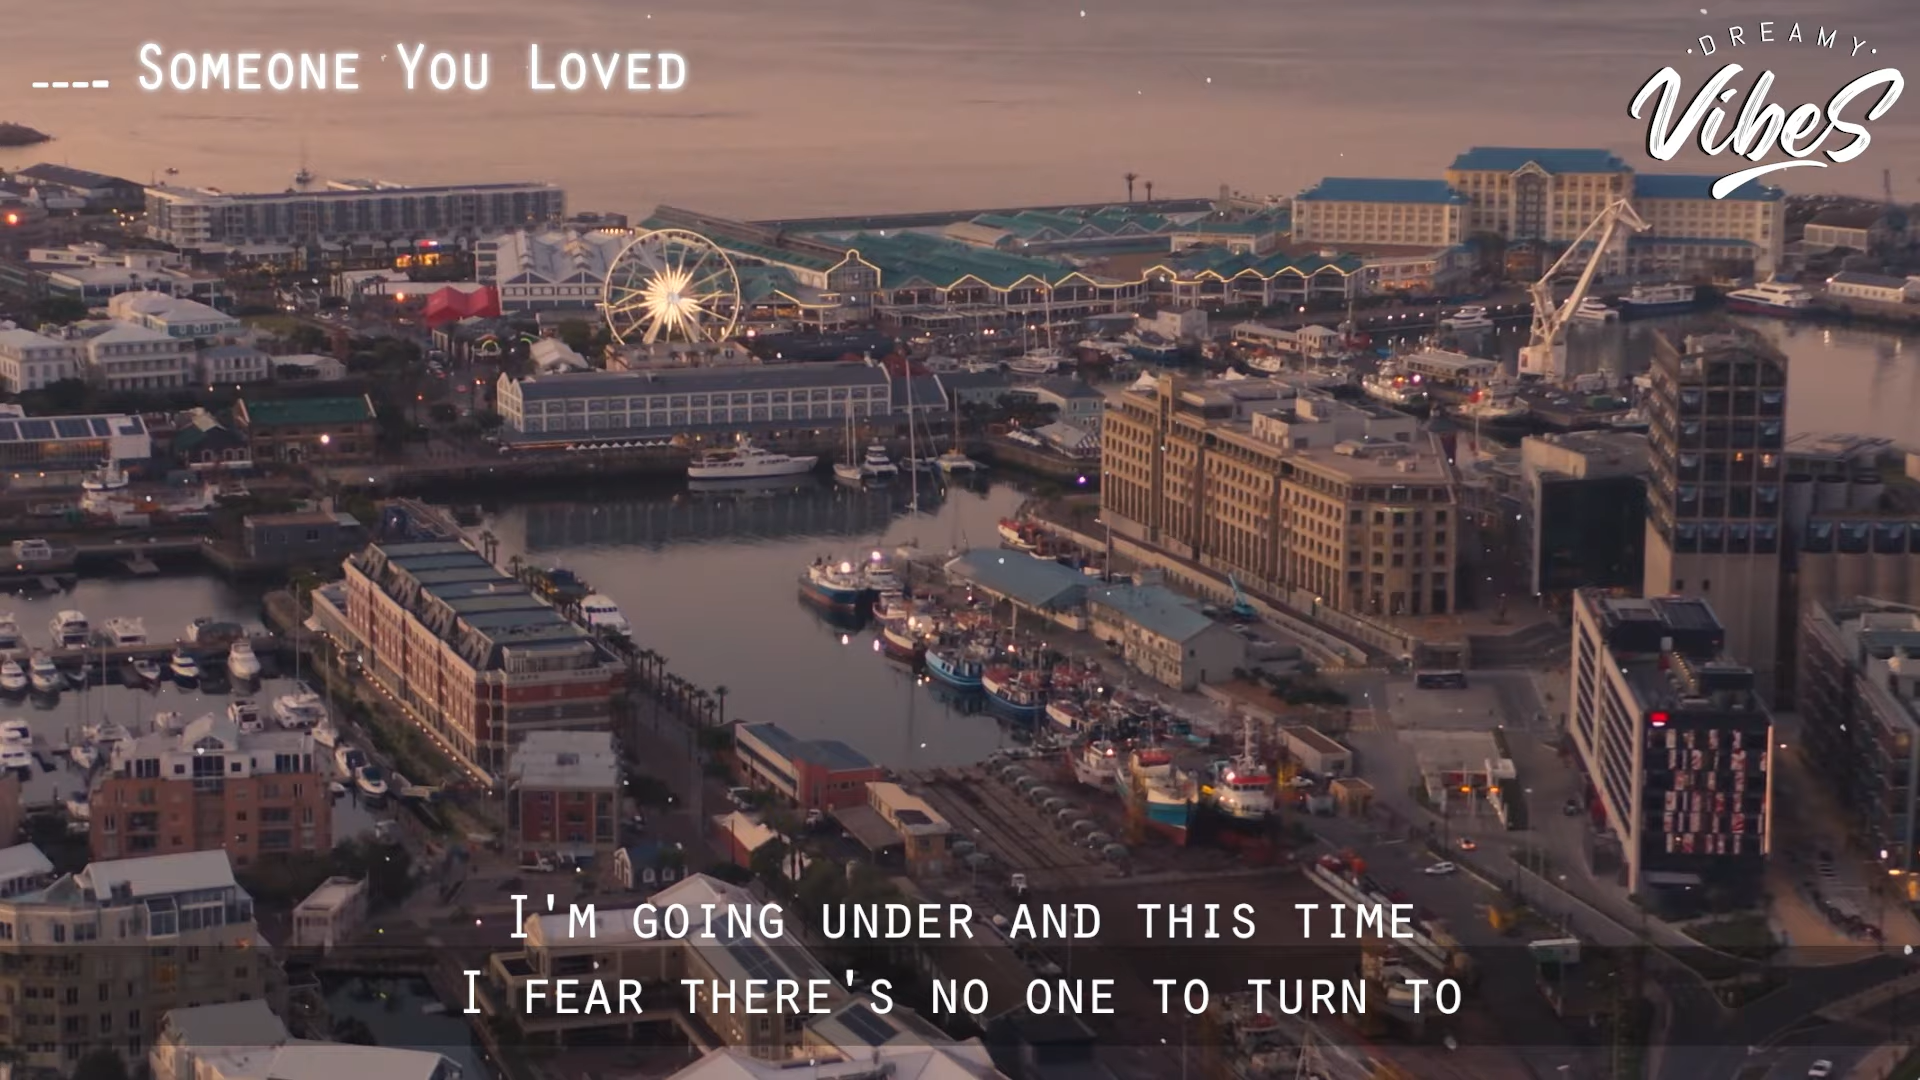 ---- Someone You Loved
DREAMY
Vibes
I'M GOING UNDER AND THIS TIME
I FEAR THERE'S NO ONE TO TURN TO